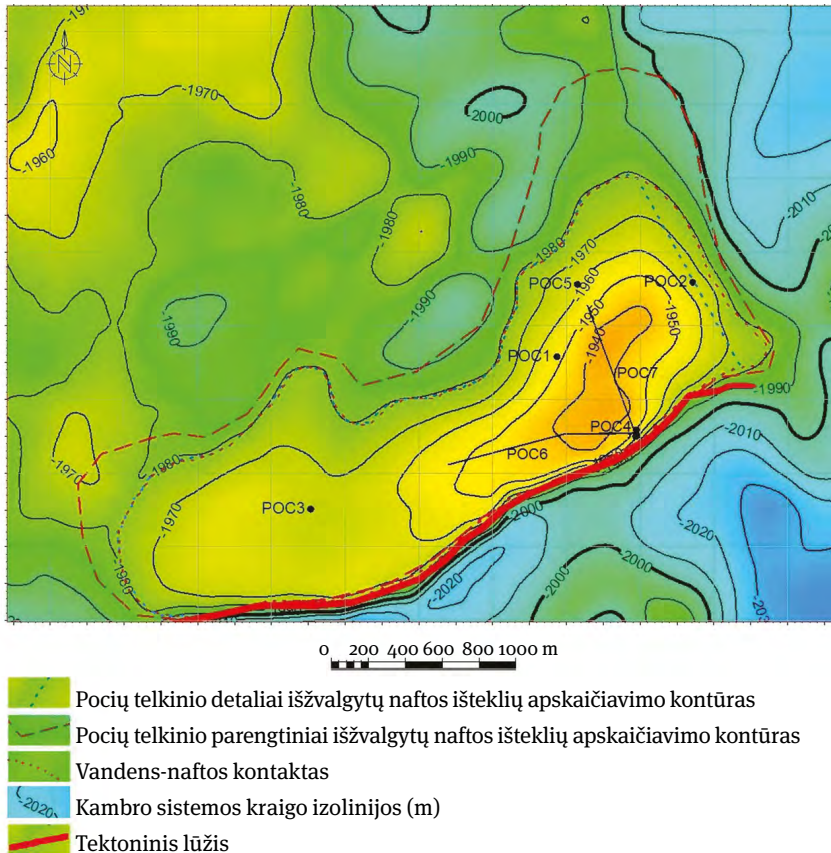 -1970
N
-1970
-2000
-1960
-1990
-2010
-1980
-1980
-1980
-1970
POC5
POC2
-1960
-1990
-1950
-1950
-1990
-1940
POC1
POC7
-1990
POC4
-2010
-1980
POC6
-1970
-1970
POC3
-2000
-2020
-1980
-2020
-2000
-2000
0 200 400 600 800 1000 m
Pocių telkinio detaliai išžvalgytų naftos išteklių apskaičiavimo kontūras
Pocių telkinio parengtiniai išžvalgytų naftos išteklių apskaičiavimo kontūras
Vandens-naftos kontaktas
-2020
Kambro sistemos kraigo izolinijos (m)
Tektoninis lūžis